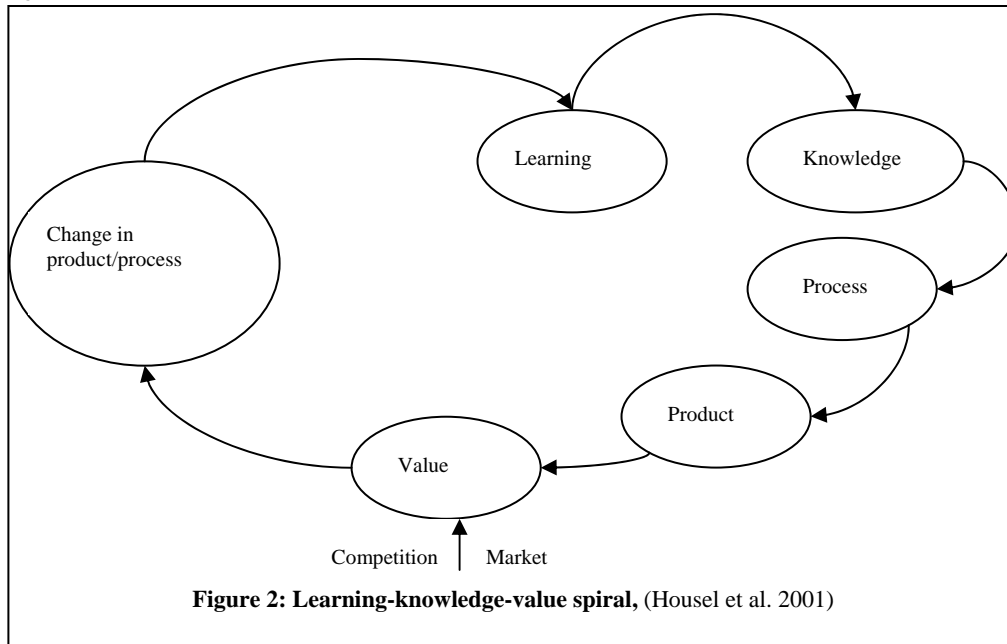 Learning
Knowledge
Change in
product/process
Process
Product
Value
Competition Market
Figure 2: Learning-knowledge-value spiral, (Housel et al. 2001)